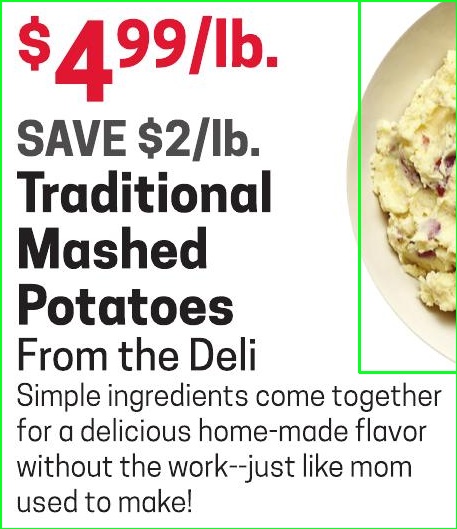 $4.99/lb.
SAVE $2/lb.
Traditional
Mashed
Potatoes
From the Deli
Simple ingredients come together
for a delicious home-made flavor
without the work--just like mom
used to make!